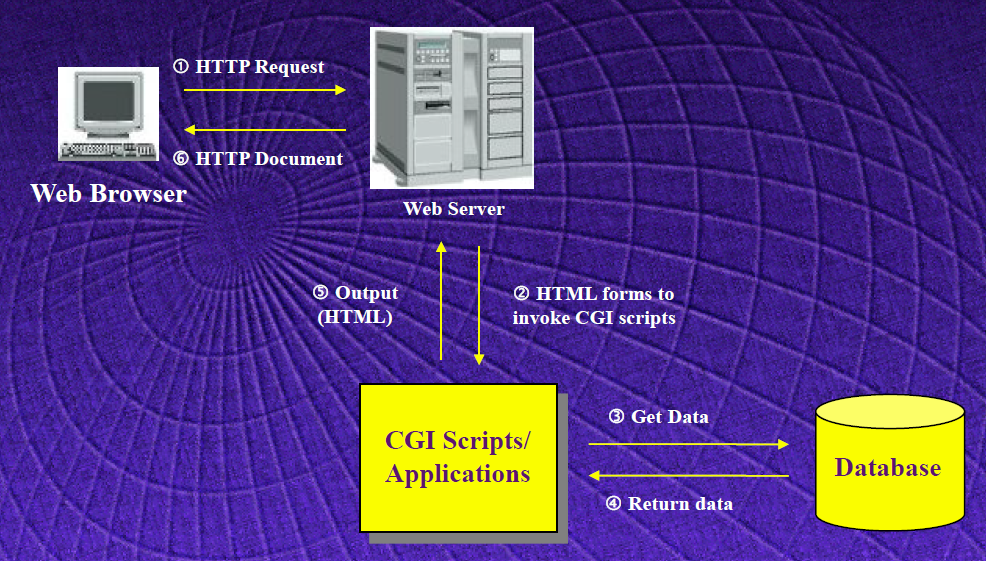 ① HTTP Request
⑥ HTTP Document
Web Browser
Web Server
⑤ Output
(HTML)
② HTML forms to
invoke CGI scripts
CGI Scripts/
Applications
③ Get Data
④ Return data
Database